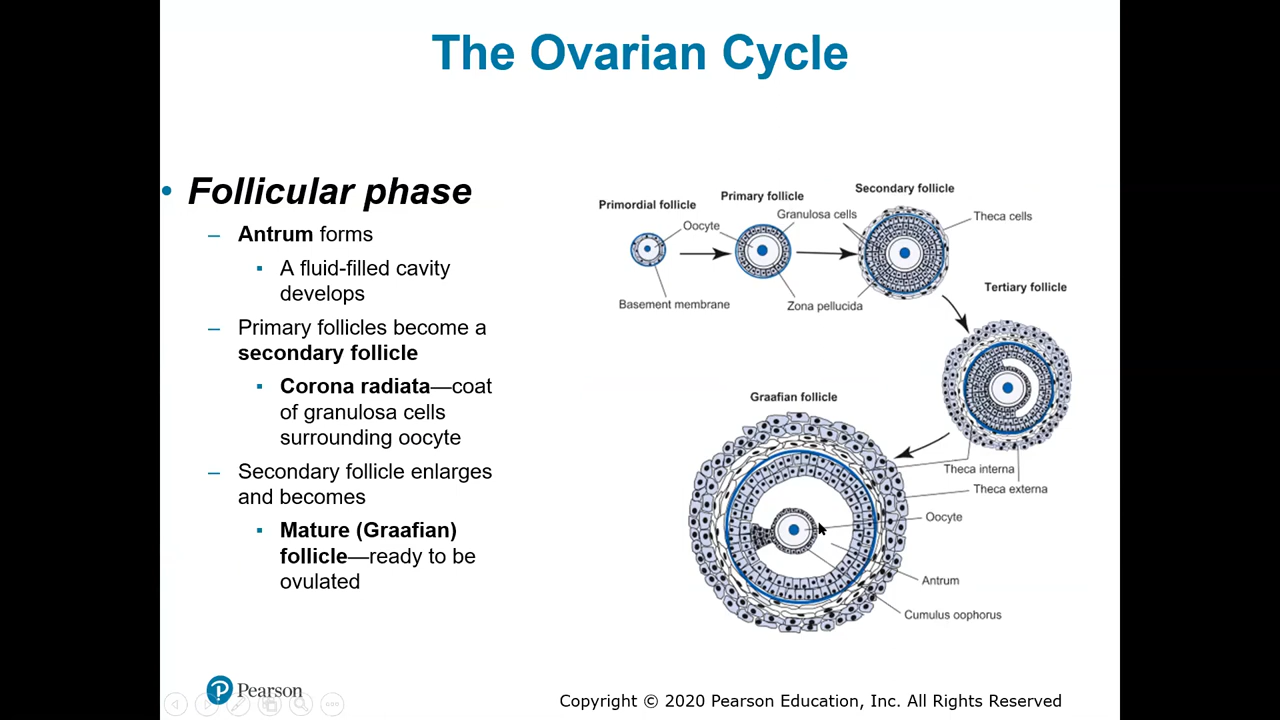 The Ovarian Cycle
• Follicular phase
– Antrum forms
▪ A fluid-filled cavity
develops
– Primary follicles become a
secondary follicle
▪ Corona radiata—coat
of granulosa cells
surrounding oocyte
– Secondary follicle enlarges
and becomes
▪ Mature (Graafian)
follicle—ready to be
ovulated
Primordial follicle
Primary follicle
Secondary follicle
Oocyte
Granulosa cells
Theca cells
Basement membrane
Zona pellucida
Tertiary follicle
Graafian follicle
Theca interna
Theca externa
Oocyte
Antrum
Cumulus oophorus
Pearson
Copyright © 2020 Pearson Education, Inc. All Rights Reserved